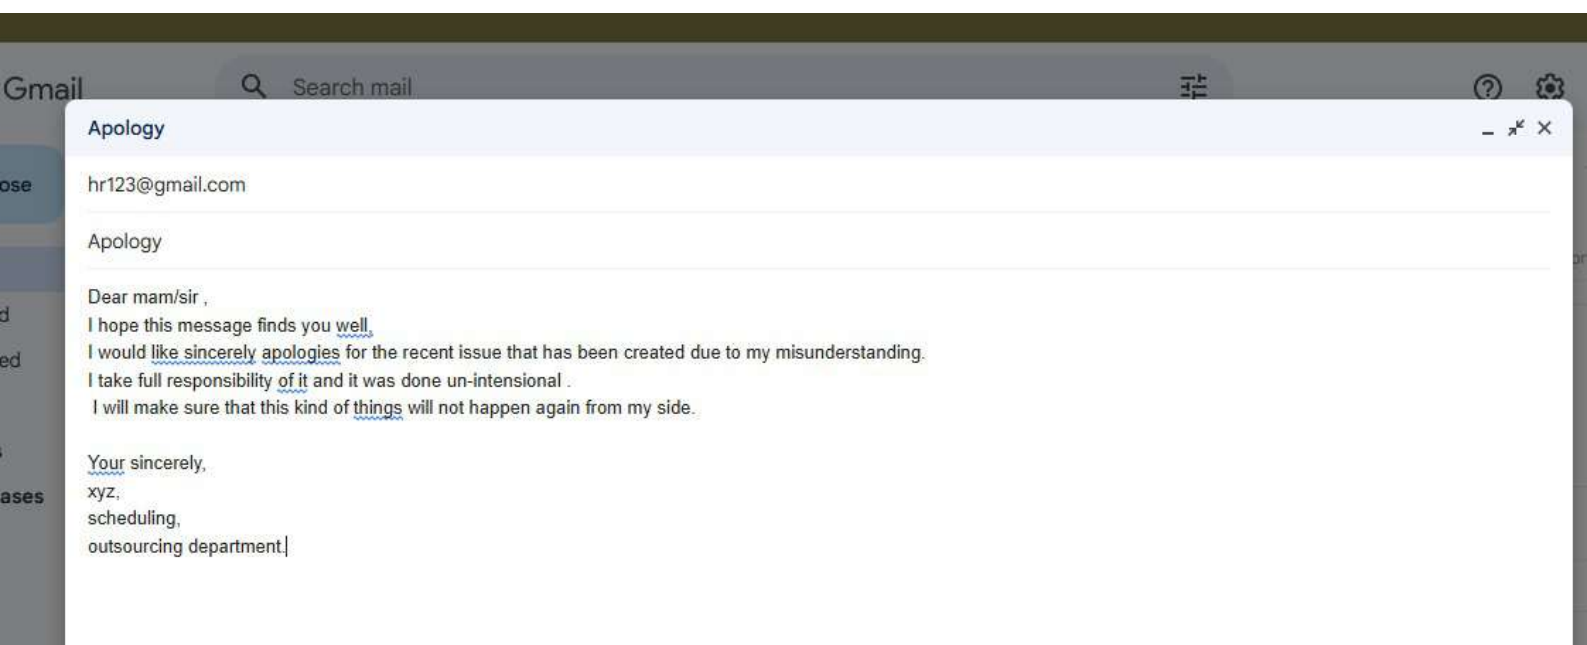 Gmail
Search mail
Apology
ose
hr123@gmail.com
Apology
Dear mam/sir ,
I hope this message finds you well,
d
I would like sincerely apologies for the recent issue that has been created due to my misunderstanding.
ed
I take full responsibility of it and it was done un-intensional .
I will make sure that this kind of things will not happen again from my side.
Your sincerely,
xyz,
ases
scheduling,
outsourcing department.